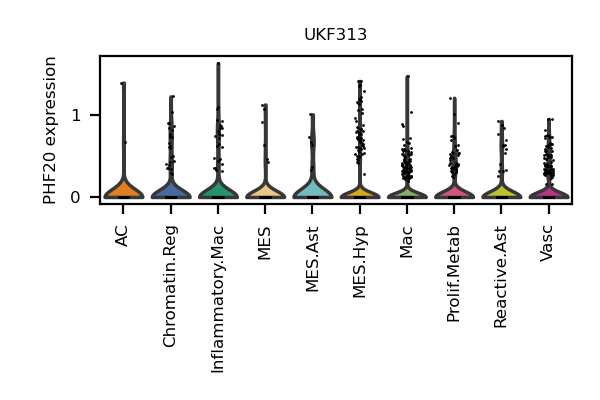 UKF313
PHF20 expression
1
0
AC
Chromatin.Reg
Inflammatory.Mac
MES
MES.Ast
MES.Hyp
Mac
Prolif.Metab
Reactive.Ast
Vasc